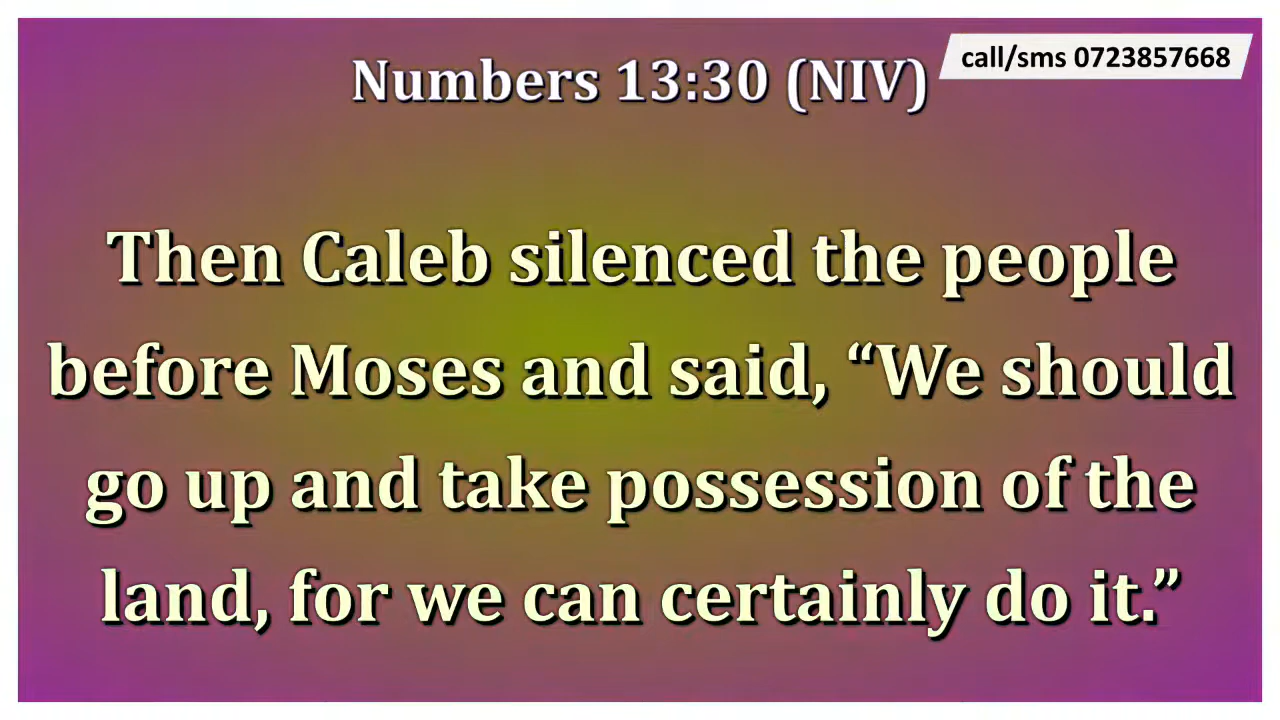 call/sms 0723857668
Numbers 13:30 (NIV)
Then Caleb silenced the people
before Moses and said, “We should
go up and take possession of the
land, for we can certainly do it.”